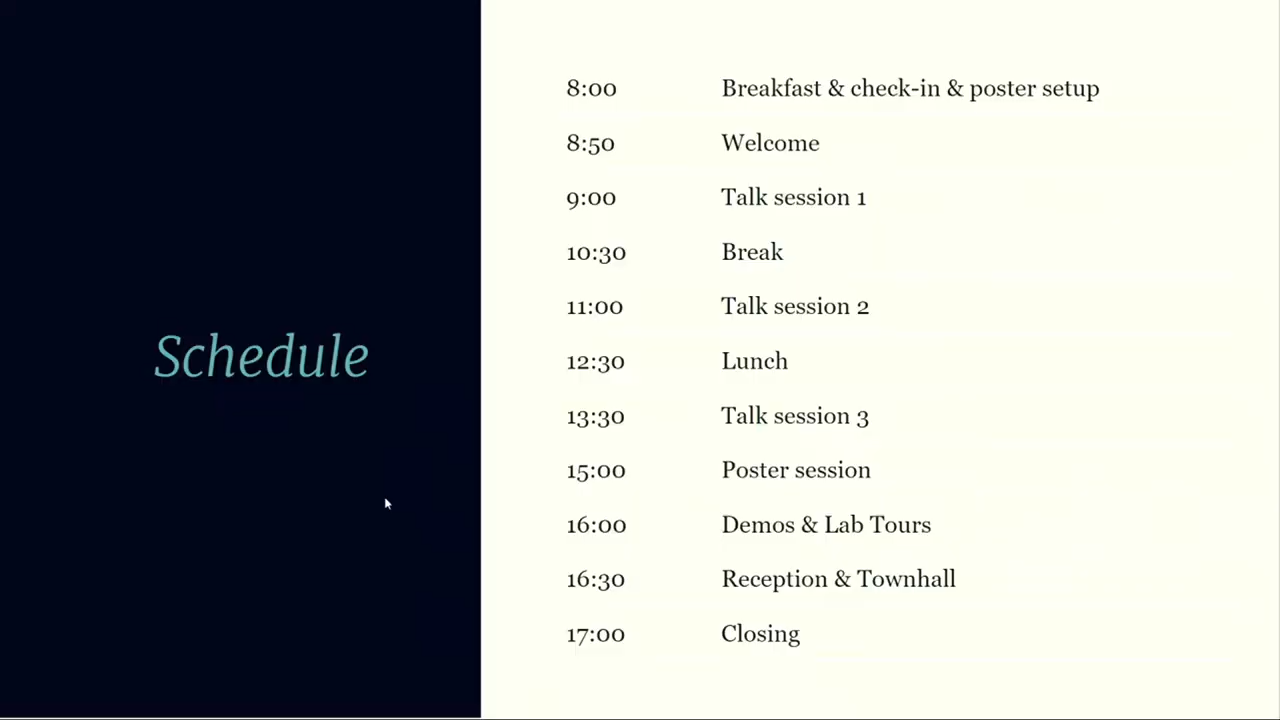 Schedule
8:00 Breakfast & check-in & poster setup
8:50 Welcome
9:00 Talk session 1
10:30 Break
11:00 Talk session 2
12:30 Lunch
13:30 Talk session 3
15:00 Poster session
16:00 Demos & Lab Tours
16:30 Reception & Townhall
17:00 Closing